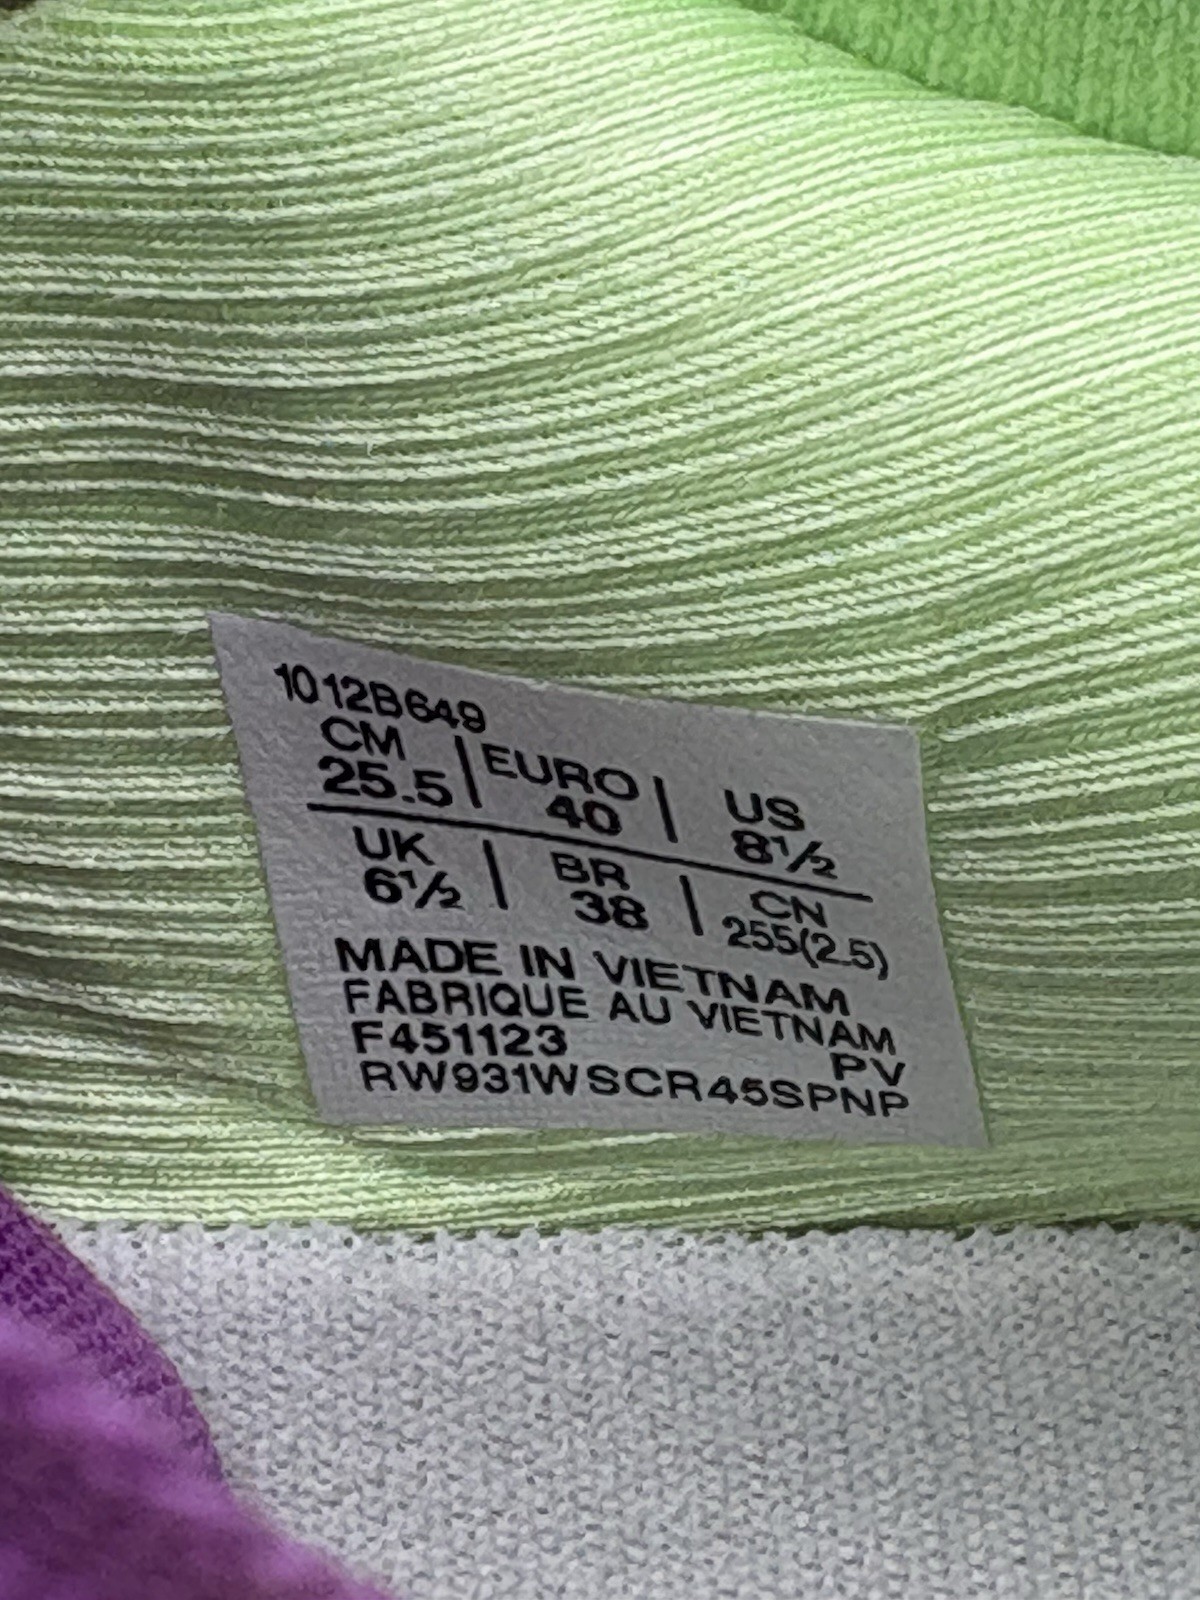 1012B649
CM | EURO | US
25.5 | 40 | 8½
UK | BR | CN
6½ | 38 | 255(2.5)
MADE IN VIETNAM
FABRIQUE AU VIETNAM
F451123 PV
RW931WSCR45SPNP